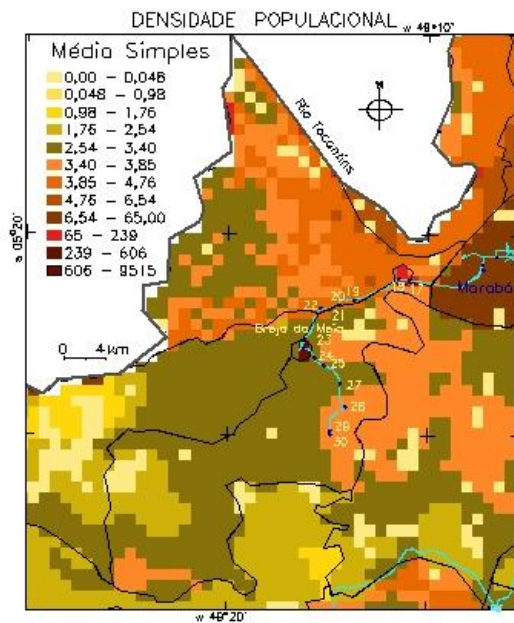 DENSIDADE POPULACIONAL
w 49°10'
Média Simples
0,00 - 0,048
0,048 - 0,98
0,98 - 1,76
1,76 - 2,54
2,54 - 3,40
3,40 - 3,85
3,85 - 4,76
4,76 - 6,54
6,54 - 65,00
65 - 239
239 - 606
606 - 9515
N
Rio Tocantins
s 05°20'
0 4 km
Marabá
22 20 19 17
21
Brejo do Meio
23
24
25
27
28
29
30
w 49°20'